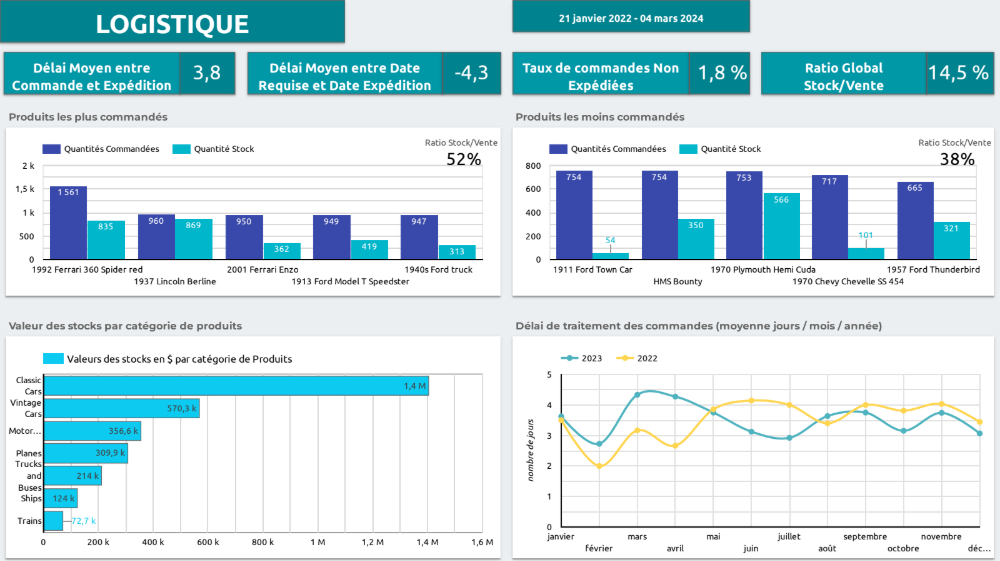 LOGISTIQUE
21 janvier 2022 - 04 mars 2024
Délai Moyen entre
Commande et Expédition
3,8
Délai Moyen entre Date
Requise et Date Expédition
-4,3
Taux de commandes Non
Expédiées
1,8 %
Ratio Global
Stock/Vente
14,5 %
Produits les plus commandés
Quantités Commandées
Quantité Stock
Ratio Stock/Vente
52%
2 k
1,5 k
1 k
500
0
1 561
835
960
869
950
362
949
419
947
313
1992 Ferrari 360 Spider red
1937 Lincoln Berline
2001 Ferrari Enzo
1913 Ford Model T Speedster
1940s Ford truck
Produits les moins commandés
Quantités Commandées
Quantité Stock
Ratio Stock/Vente
38%
800
600
400
200
0
754
54
754
350
753
566
717
101
665
321
1911 Ford Town Car
HMS Bounty
1970 Plymouth Hemi Cuda
1970 Chevy Chevelle SS 454
1957 Ford Thunderbird
Valeur des stocks par catégorie de produits
Valeurs des stocks en $ par catégorie de Produits
Classic
Cars
1,4 M
Vintage
Cars
570,3 k
Motor...
356,6 k
Planes
309,9 k
Trucks
and
Buses
214 k
Ships
124 k
Trains
72,7 k
0
200 k
400 k
600 k
800 k
1 M
1,2 M
1,4 M
1,6 M
Délai de traitement des commandes (moyenne jours / mois / année)
2023
2022
nombre de jours
5
4
3
2
1
0
janvier
février
mars
avril
mai
juin
juillet
août
septembre
octobre
novembre
déc...